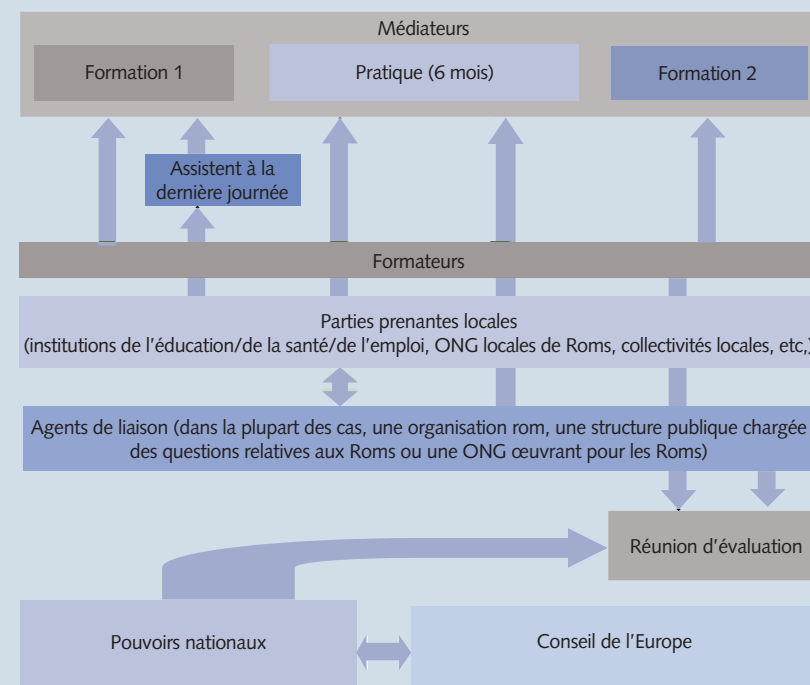 Médiateurs
Formation 1
Pratique (6 mois)
Formation 2
Assistent à la
dernière journée
Formateurs
Parties prenantes locales
(institutions de l'éducation/de la santé/de l'emploi, ONG locales de Roms, collectivités locales, etc,)
Agents de liaison (dans la plupart des cas, une organisation rom, une structure publique chargée
des questions relatives aux Roms ou une ONG œuvrant pour les Roms)
Réunion d'évaluation
Pouvoirs nationaux
Conseil de l'Europe